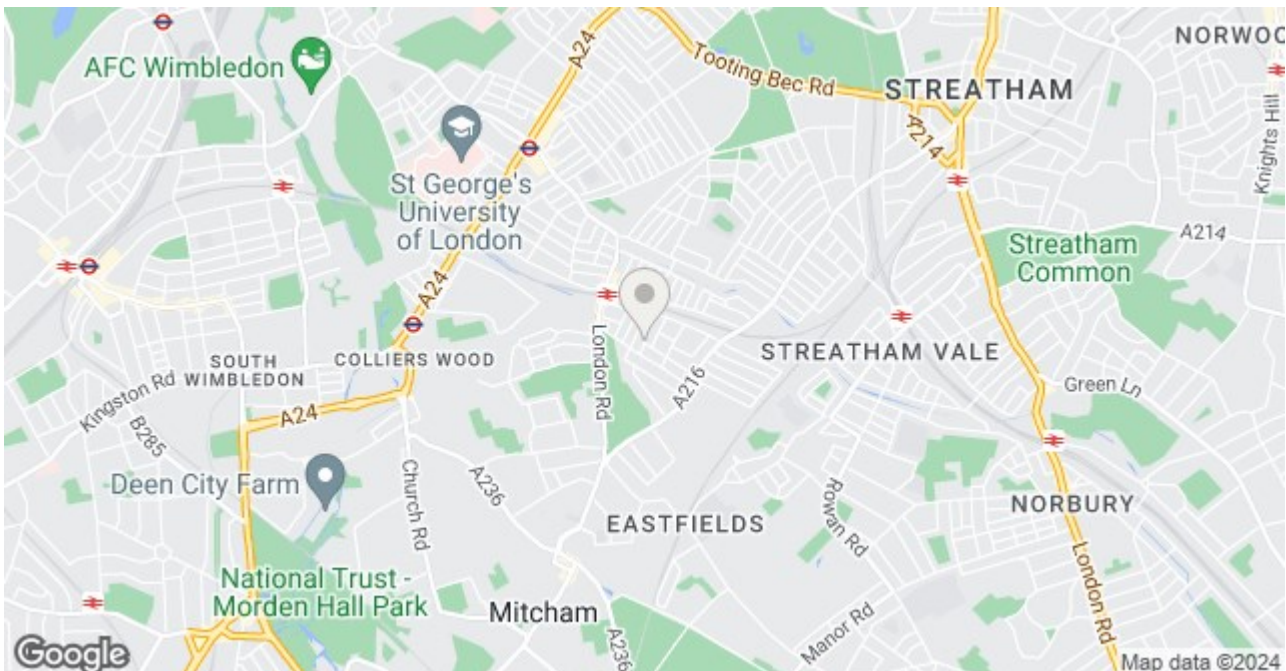 NORWOO
AFC Wimbledon
A24
Tooting Bec Rd
STREATHAM
A214
Knights Hill
St George's
University
of London
A24
Streatham
Common
A214
London Rd
SOUTH
WIMBLEDON
COLLIERS WOOD
STREATHAM VALE
A216
Green Ln
Kingston Rd
B285
A24
Deen City Farm
Church Rd
A236
EASTFIELDS
Rowan Rd
NORBURY
London Rd
National Trust -
Morden Hall Park
Mitcham
A236
Manor Rd
Google
Map data ©2024